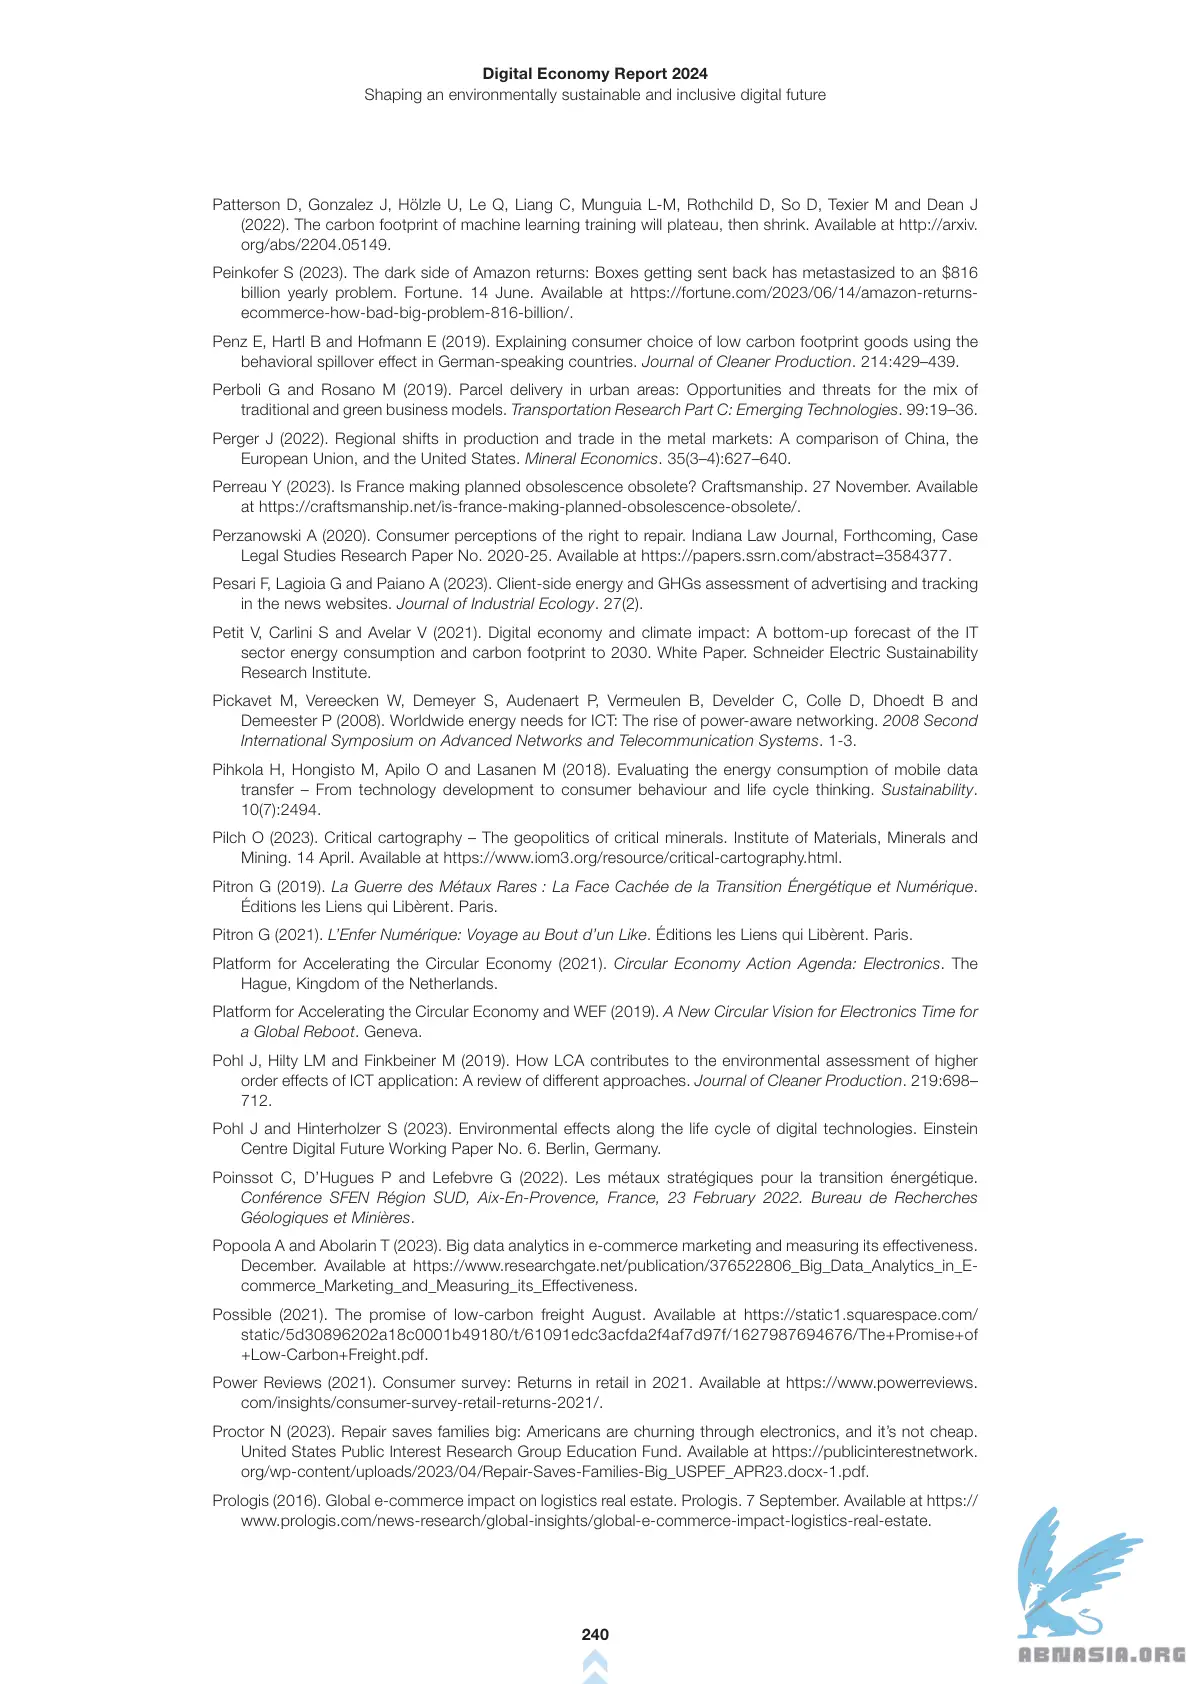 Digital Economy Report 2024
Shaping an environmentally sustainable and inclusive digital future
Patterson D, Gonzalez J, Hölzle U, Le Q, Liang C, Munguia L-M, Rothchild D, So D, Texier M and Dean J
(2022). The carbon footprint of machine learning training will plateau, then shrink. Available at http://arxiv.
org/abs/2204.05149.
Peinkofer S (2023). The dark side of Amazon returns: Boxes getting sent back has metastasized to an $816
billion yearly problem. Fortune. 14 June. Available at https://fortune.com/2023/06/14/amazon-returns-
ecommerce-how-bad-big-problem-816-billion/.
Penz E, Hartl B and Hofmann E (2019). Explaining consumer choice of low carbon footprint goods using the
behavioral spillover effect in German-speaking countries. Journal of Cleaner Production. 214:429–439.
Perboli G and Rosano M (2019). Parcel delivery in urban areas: Opportunities and threats for the mix of
traditional and green business models. Transportation Research Part C: Emerging Technologies. 99:19–36.
Perger J (2022). Regional shifts in production and trade in the metal markets: A comparison of China, the
European Union, and the United States. Mineral Economics. 35(3–4):627–640.
Perreau Y (2023). Is France making planned obsolescence obsolete? Craftsmanship. 27 November. Available
at https://craftsmanship.net/is-france-making-planned-obsolescence-obsolete/.
Perzanowski A (2020). Consumer perceptions of the right to repair. Indiana Law Journal, Forthcoming, Case
Legal Studies Research Paper No. 2020-25. Available at https://papers.ssrn.com/abstract=3584377.
Pesari F, Lagioia G and Paiano A (2023). Client-side energy and GHGs assessment of advertising and tracking
in the news websites. Journal of Industrial Ecology. 27(2).
Petit V, Carlini S and Avelar V (2021). Digital economy and climate impact: A bottom-up forecast of the IT
sector energy consumption and carbon footprint to 2030. White Paper. Schneider Electric Sustainability
Research Institute.
Pickavet M, Vereecken W, Demeyer S, Audenaert P, Vermeulen B, Develder C, Colle D, Dhoedt B and
Demeester P (2008). Worldwide energy needs for ICT: The rise of power-aware networking. 2008 Second
International Symposium on Advanced Networks and Telecommunication Systems. 1-3.
Pihkola H, Hongisto M, Apilo O and Lasanen M (2018). Evaluating the energy consumption of mobile data
transfer – From technology development to consumer behaviour and life cycle thinking. Sustainability.
10(7):2494.
Pilch O (2023). Critical cartography – The geopolitics of critical minerals. Institute of Materials, Minerals and
Mining. 14 April. Available at https://www.iom3.org/resource/critical-cartography.html.
Pitron G (2019). La Guerre des Métaux Rares : La Face Cachée de la Transition Énergétique et Numérique.
Éditions les Liens qui Libèrent. Paris.
Pitron G (2021). L’Enfer Numérique: Voyage au Bout d’un Like. Éditions les Liens qui Libèrent. Paris.
Platform for Accelerating the Circular Economy (2021). Circular Economy Action Agenda: Electronics. The
Hague, Kingdom of the Netherlands.
Platform for Accelerating the Circular Economy and WEF (2019). A New Circular Vision for Electronics Time for
a Global Reboot. Geneva.
Pohl J, Hilty LM and Finkbeiner M (2019). How LCA contributes to the environmental assessment of higher
order effects of ICT application: A review of different approaches. Journal of Cleaner Production. 219:698–
712.
Pohl J and Hinterholzer S (2023). Environmental effects along the life cycle of digital technologies. Einstein
Centre Digital Future Working Paper No. 6. Berlin, Germany.
Poinssot C, D’Hugues P and Lefebvre G (2022). Les métaux stratégiques pour la transition énergétique.
Conférence SFEN Région SUD, Aix-En-Provence, France, 23 February 2022. Bureau de Recherches
Géologiques et Minières.
Popoola A and Abolarin T (2023). Big data analytics in e-commerce marketing and measuring its effectiveness.
December. Available at https://www.researchgate.net/publication/376522806_Big_Data_Analytics_in_E-
commerce_Marketing_and_Measuring_its_Effectiveness.
Possible (2021). The promise of low-carbon freight August. Available at https://static1.squarespace.com/
static/5d30896202a18c0001b49180/t/61091edc3acfda2f4af7d97f/1627987694676/The+Promise+of
+Low-Carbon+Freight.pdf.
Power Reviews (2021). Consumer survey: Returns in retail in 2021. Available at https://www.powerreviews.
com/insights/consumer-survey-retail-returns-2021/.
Proctor N (2023). Repair saves families big: Americans are churning through electronics, and it’s not cheap.
United States Public Interest Research Group Education Fund. Available at https://publicinterestnetwork.
org/wp-content/uploads/2023/04/Repair-Saves-Families-Big_USPEF_APR23.docx-1.pdf.
Prologis (2016). Global e-commerce impact on logistics real estate. Prologis. 7 September. Available at https://
www.prologis.com/news-research/global-insights/global-e-commerce-impact-logistics-real-estate.
240
ABNASIA.ORG